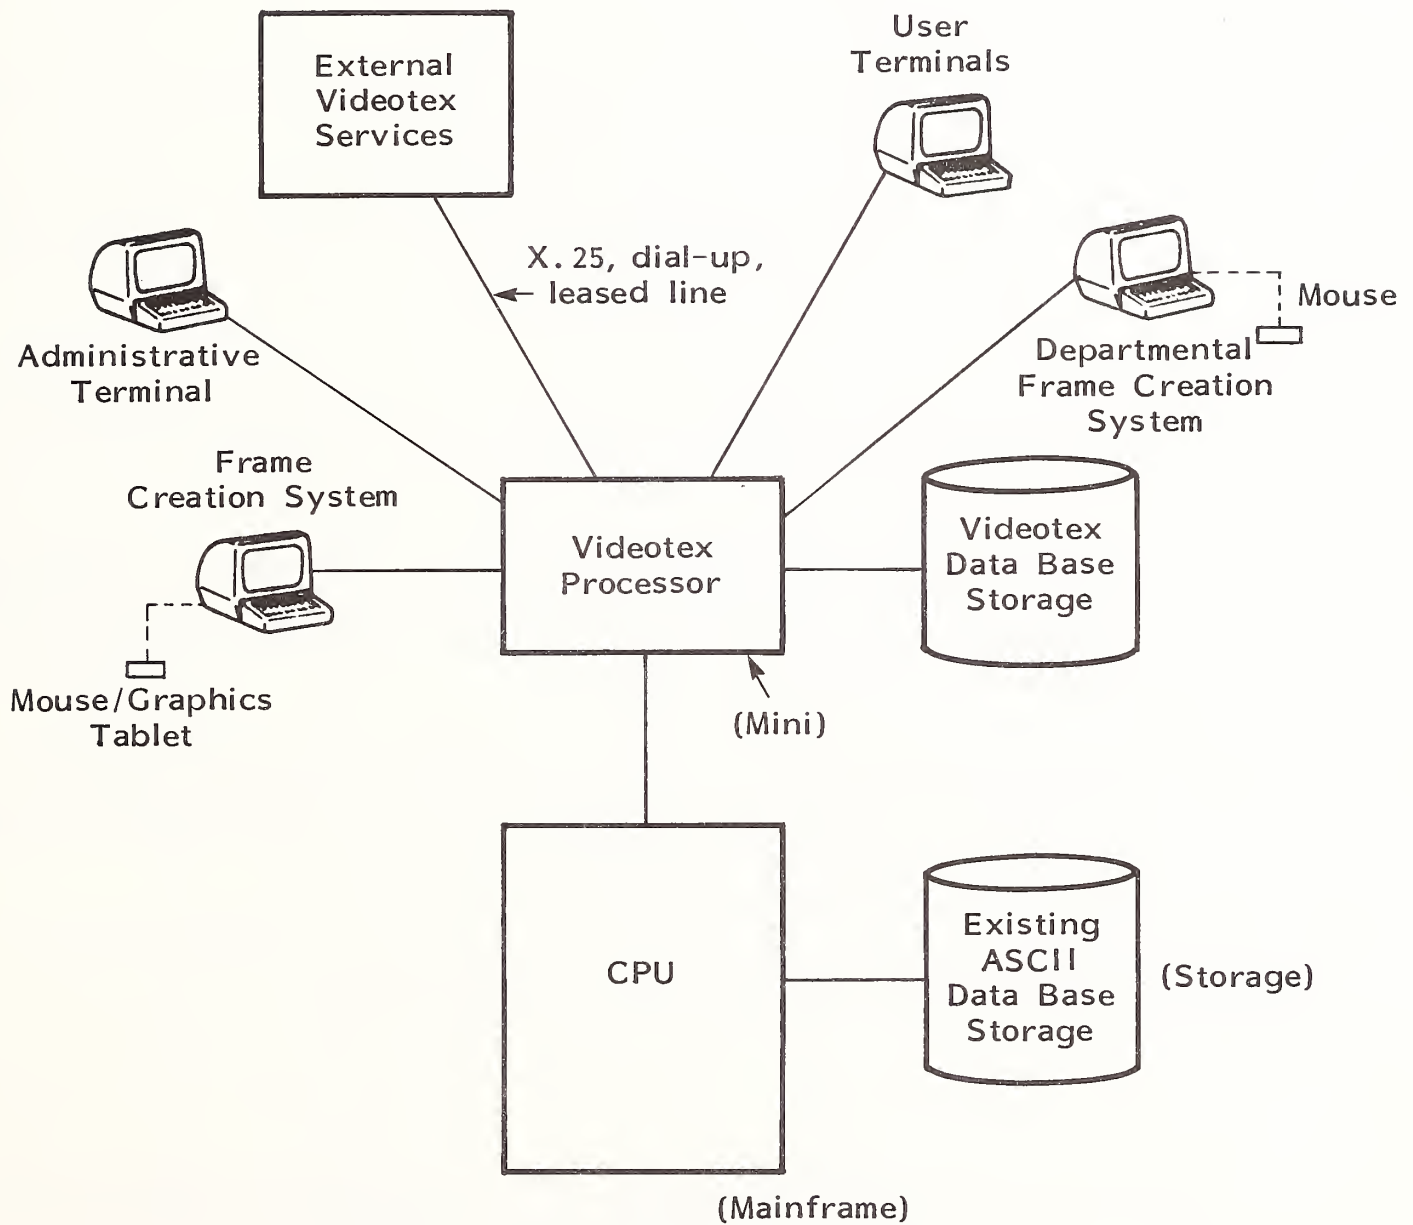 External
Videotex
Services
User
Terminals
X.25, dial-up,
leased line
Mouse
Administrative
Terminal
Departmental
Frame Creation
System
Frame
Creation System
Videotex
Processor
Videotex
Data Base
Storage
Mouse/Graphics
Tablet
(Mini)
CPU
Existing
ASCII
Data Base
Storage
(Storage)
(Mainframe)